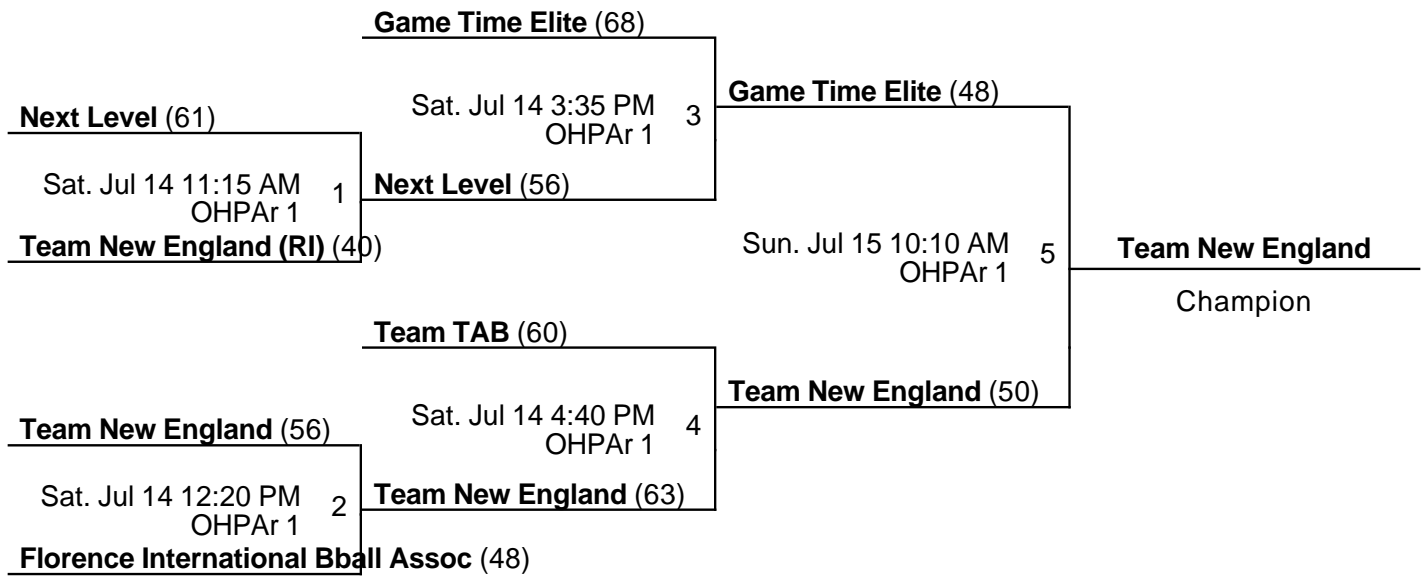 Game Time Elite (68)
Next Level (61)
Sat. Jul 14 3:35 PM
OHPAr 1
3
Game Time Elite (48)
Sat. Jul 14 11:15 AM
OHPAr 1
1
Next Level (56)
Team New England (RI) (40)
Sun. Jul 15 10:10 AM
OHPAr 1
5
Team New England
Champion
Team TAB (60)
Team New England (56)
Sat. Jul 14 4:40 PM
OHPAr 1
4
Team New England (50)
Sat. Jul 14 12:20 PM
OHPAr 1
2
Team New England (63)
Florence International Bball Assoc (48)